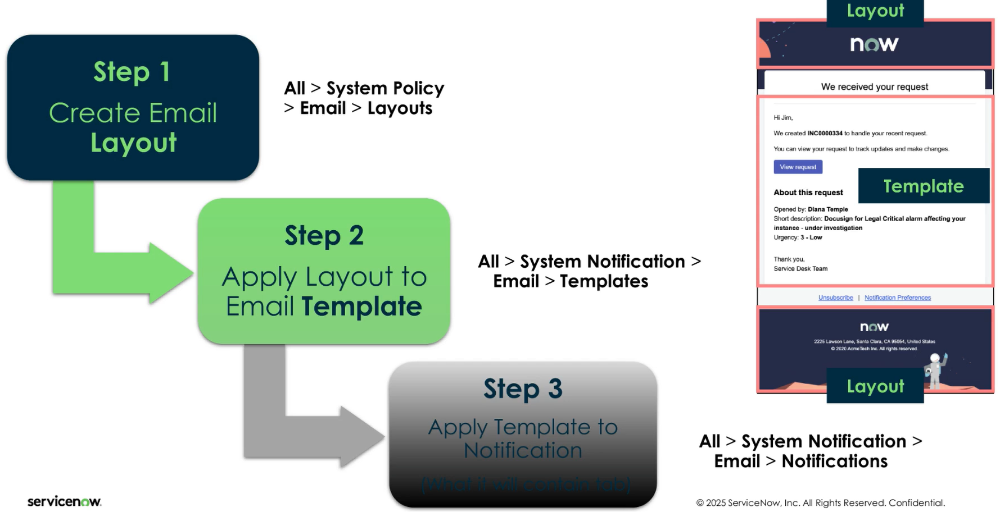 Step 1
Create Email
Layout
All > System Policy
> Email > Layouts
Step 2
Apply Layout to
Email Template
All > System Notification >
Email > Templates
Step 3
Apply Template to
Notification
(What it will contain tab)
All > System Notification >
Email > Notifications
Layout
now
We received your request
Hi Jim,
We created INC0000334 to handle your recent request.
You can view your request to track updates and make changes.
View request
Template
About this request
Opened by: Diana Temple
Short description: Docusign for Legal Critical alarm affecting your
instance - under investigation
Urgency: 3 - Low
Thank you,
Service Desk Team
Unsubscribe | Notification Preferences
now
2225 Lawson Lane, Santa Clara, CA 95054, United States
© 2020 AcmeTech Inc. All rights reserved.
Layout
servicenow.
© 2025 ServiceNow, Inc. All Rights Reserved. Confidential.